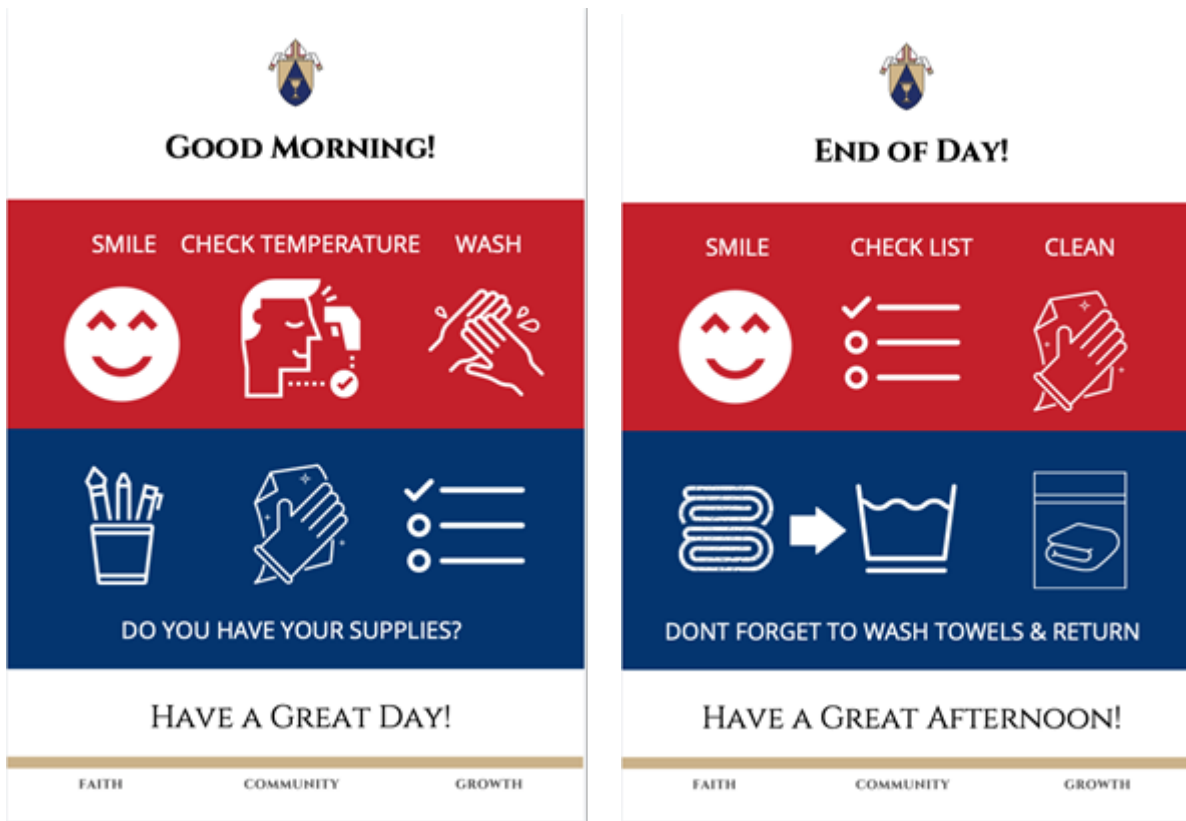 GOOD MORNING!
SMILE CHECK TEMPERATURE WASH
DO YOU HAVE YOUR SUPPLIES?
HAVE A GREAT DAY!
FAITH COMMUNITY GROWTH
END OF DAY!
SMILE CHECK LIST CLEAN
DONT FORGET TO WASH TOWELS & RETURN
HAVE A GREAT AFTERNOON!
FAITH COMMUNITY GROWTH